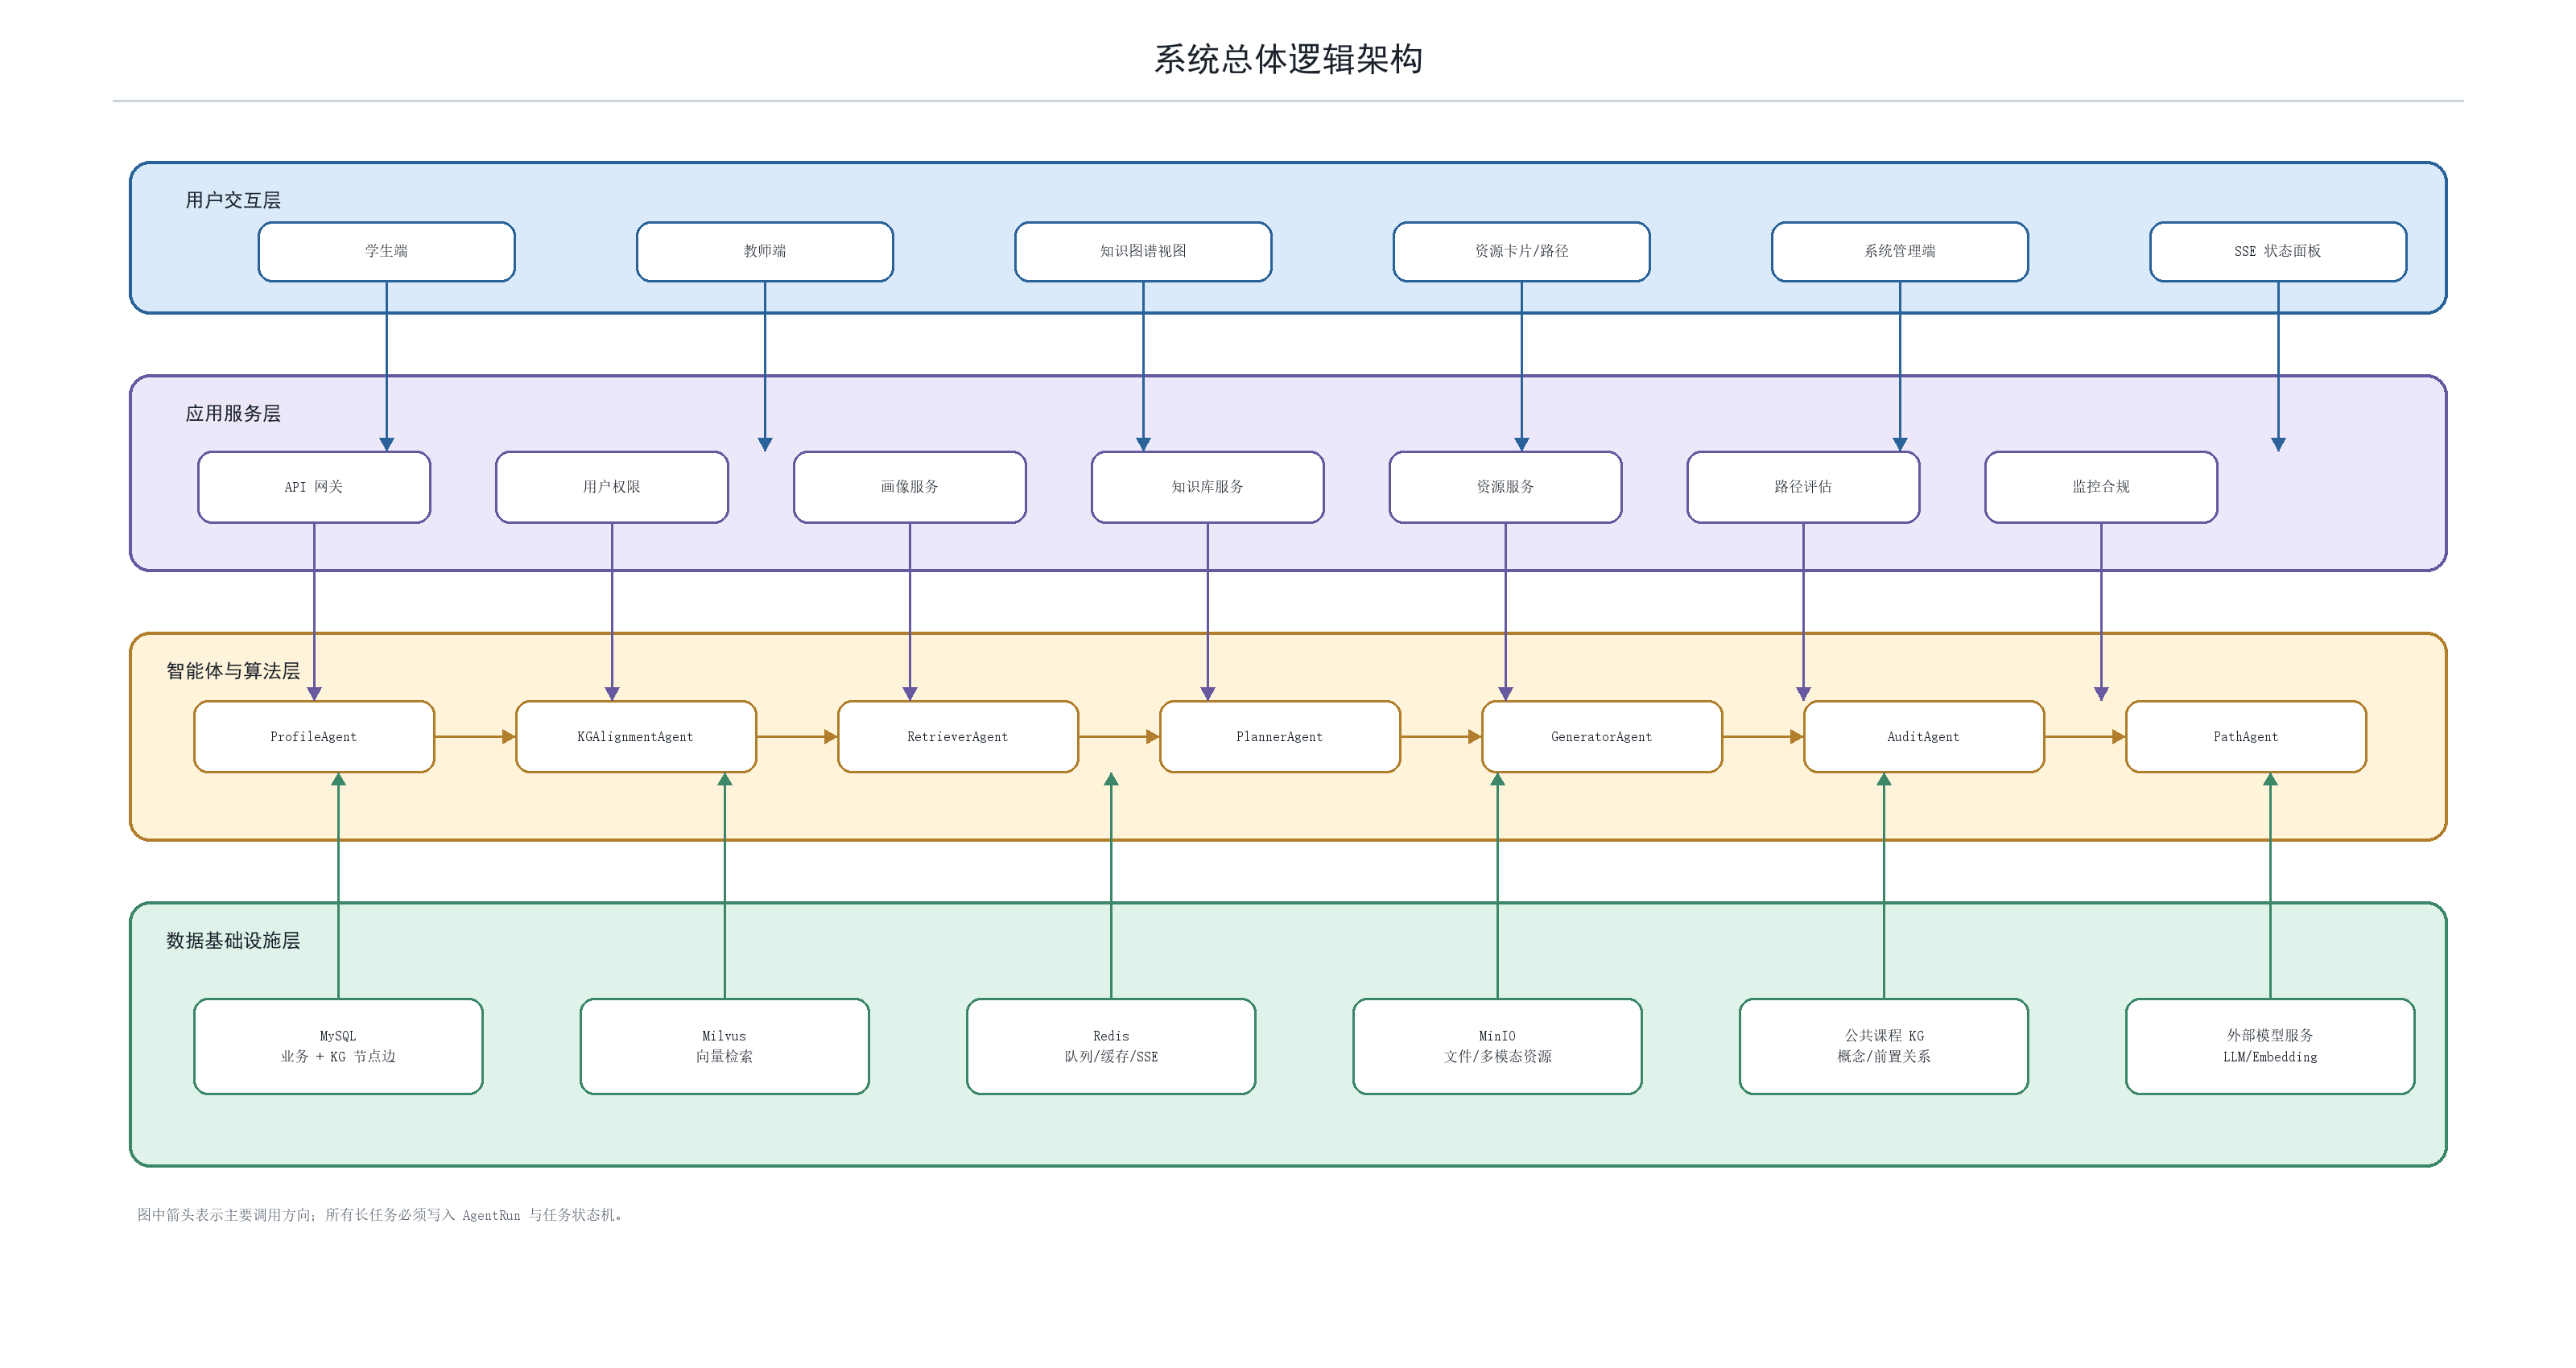 系统总体逻辑架构
用户交互层
学生端
教师端
知识图谱视图
资源卡片/路径
系统管理端
SSE 状态面板
应用服务层
API 网关
用户权限
画像服务
知识库服务
资源服务
路径评估
监控合规
智能体与算法层
ProfileAgent
KGAlignmentAgent
RetrieverAgent
PlannerAgent
GeneratorAgent
AuditAgent
PathAgent
数据基础设施层
MySQL
业务 + KG 节点边
Milvus
向量检索
Redis
队列/缓存/SSE
MinIO
文件/多模态资源
公共课程 KG
概念/前置关系
外部模型服务
LLM/Embedding
图中箭头表示主要调用方向；所有长任务必须写入 AgentRun 与任务状态机。